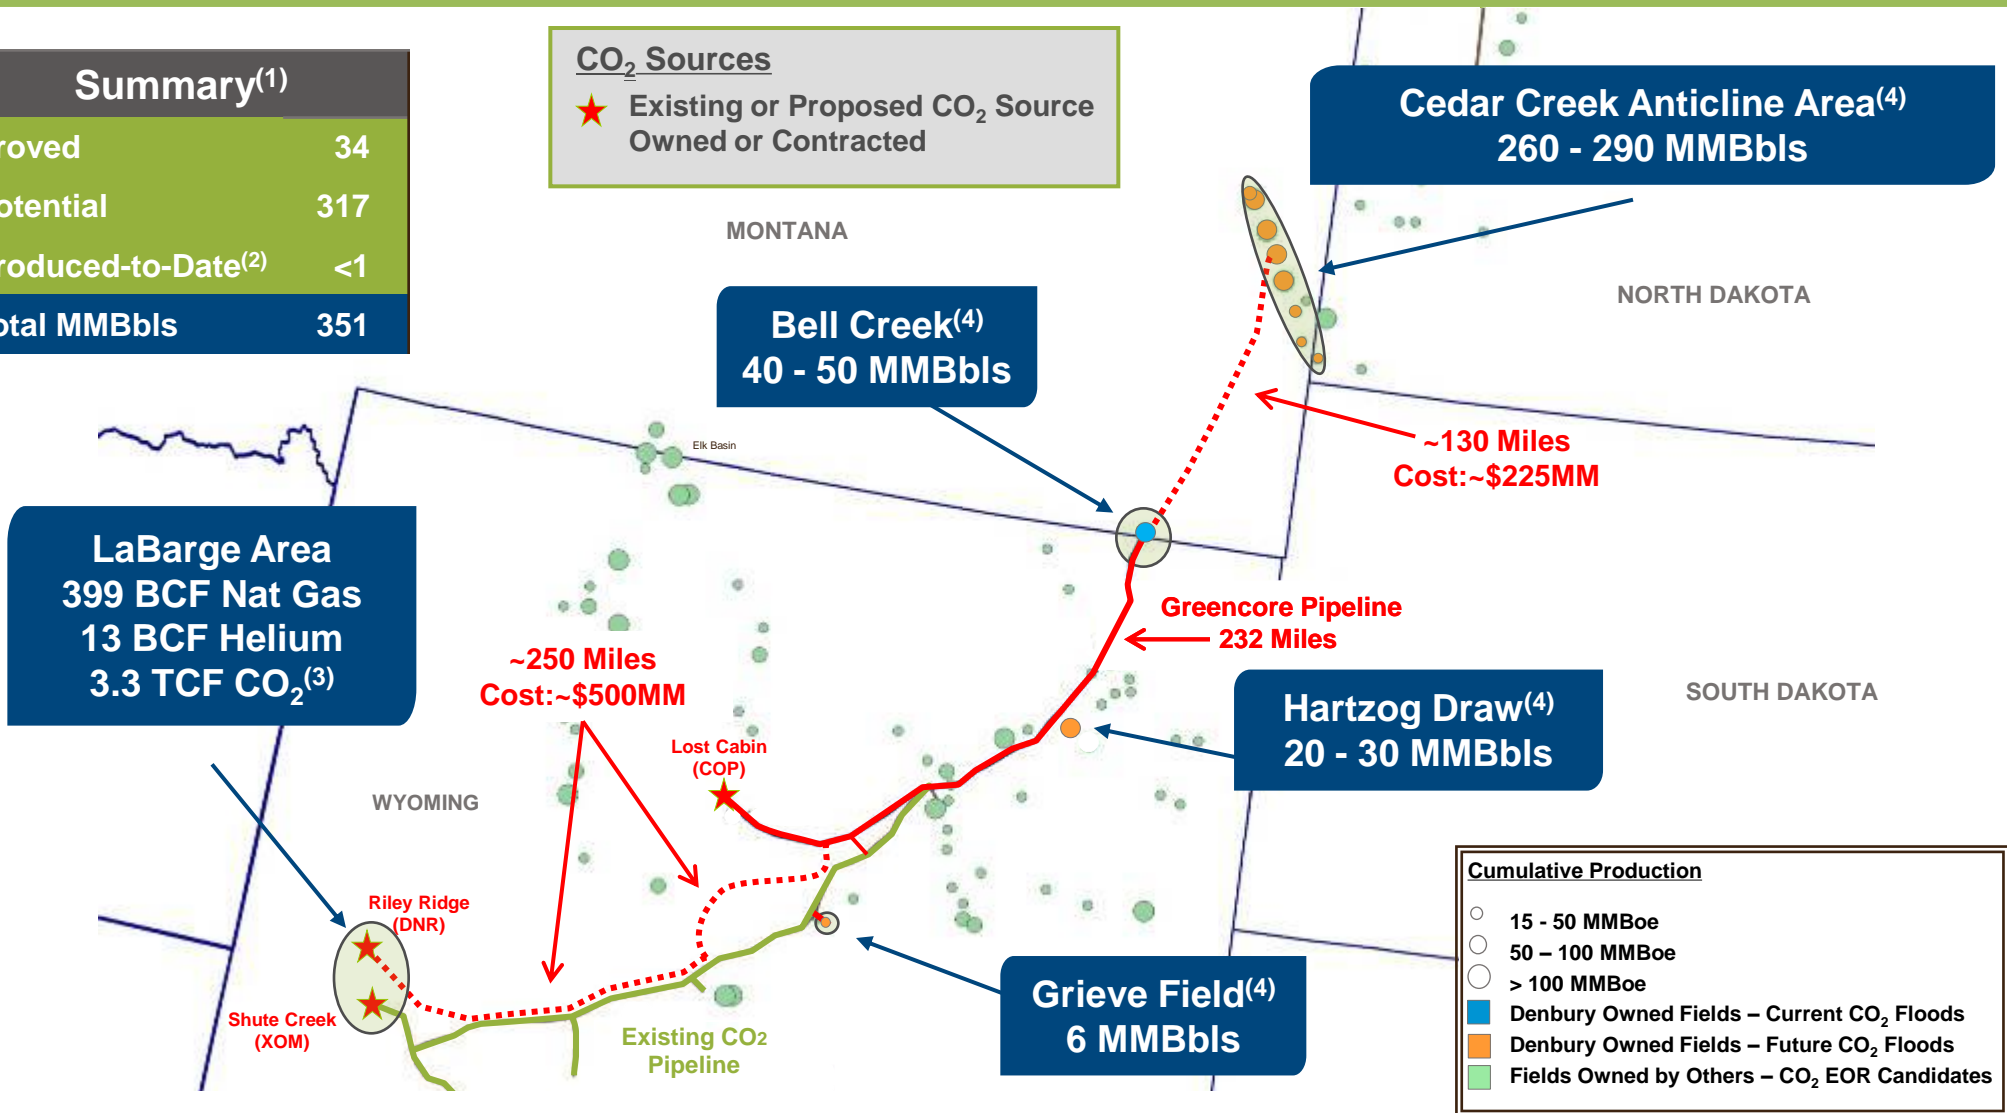 Summary(1)
roved 34
otential 317
roduced-to-Date(2) <1
otal MMBbls 351
CO2 Sources
Existing or Proposed CO2 Source
Owned or Contracted
Cedar Creek Anticline Area(4)
260 - 290 MMBbls
MONTANA
NORTH DAKOTA
Bell Creek(4)
40 - 50 MMBbls
Elk Basin
~130 Miles
Cost:~$225MM
LaBarge Area
399 BCF Nat Gas
13 BCF Helium
3.3 TCF CO2(3)
Greencore Pipeline
232 Miles
~250 Miles
Cost:~$500MM
SOUTH DAKOTA
Hartzog Draw(4)
20 - 30 MMBbls
Lost Cabin
(COP)
WYOMING
Riley Ridge
(DNR)
Shute Creek
(XOM)
Existing CO2
Pipeline
Grieve Field(4)
6 MMBbls
Cumulative Production
15 - 50 MMBoe
50 – 100 MMBoe
> 100 MMBoe
Denbury Owned Fields – Current CO2 Floods
Denbury Owned Fields – Future CO2 Floods
Fields Owned by Others – CO2 EOR Candidates